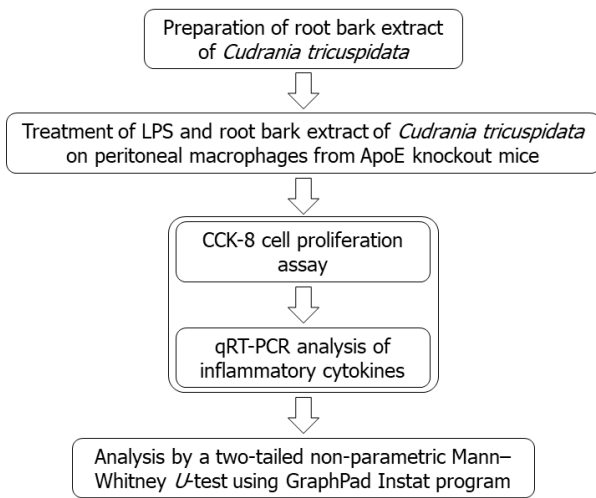 Preparation of root bark extract
of Cudrania tricuspidata
Treatment of LPS and root bark extract of Cudrania tricuspidata
on peritoneal macrophages from ApoE knockout mice
CCK-8 cell proliferation
assay
qRT-PCR analysis of
inflammatory cytokines
Analysis by a two-tailed non-parametric Mann–
Whitney U-test using GraphPad Instat program